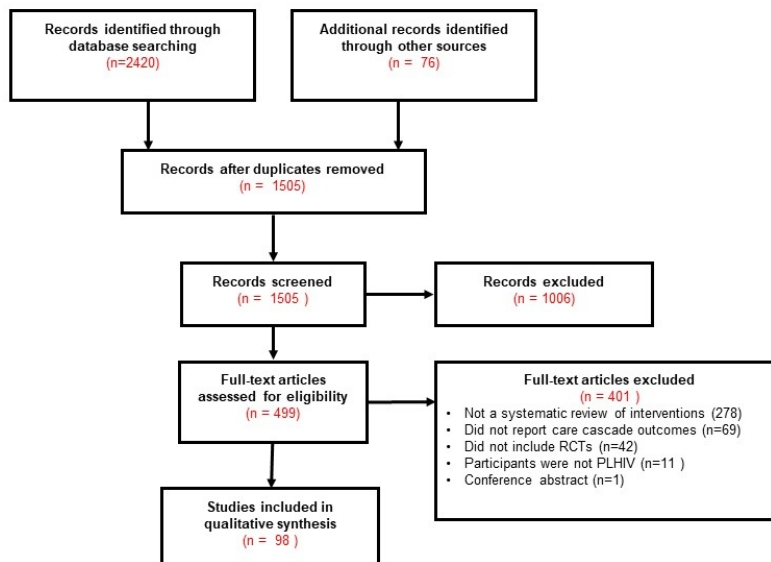 Records identified through
database searching
(n=2420)
Additional records identified
through other sources
(n = 76)
Records after duplicates removed
(n = 1505)
Records screened
(n = 1505 )
Records excluded
(n = 1006)
Full-text articles
assessed for eligibility
(n = 499)
Full-text articles excluded
(n = 401 )
• Not a systematic review of interventions (278)
• Did not report care cascade outcomes (n=69)
• Did not include RCTs (n=42)
• Participants were not PLHIV (n=11 )
• Conference abstract (n=1)
Studies included in
qualitative synthesis
(n = 98 )